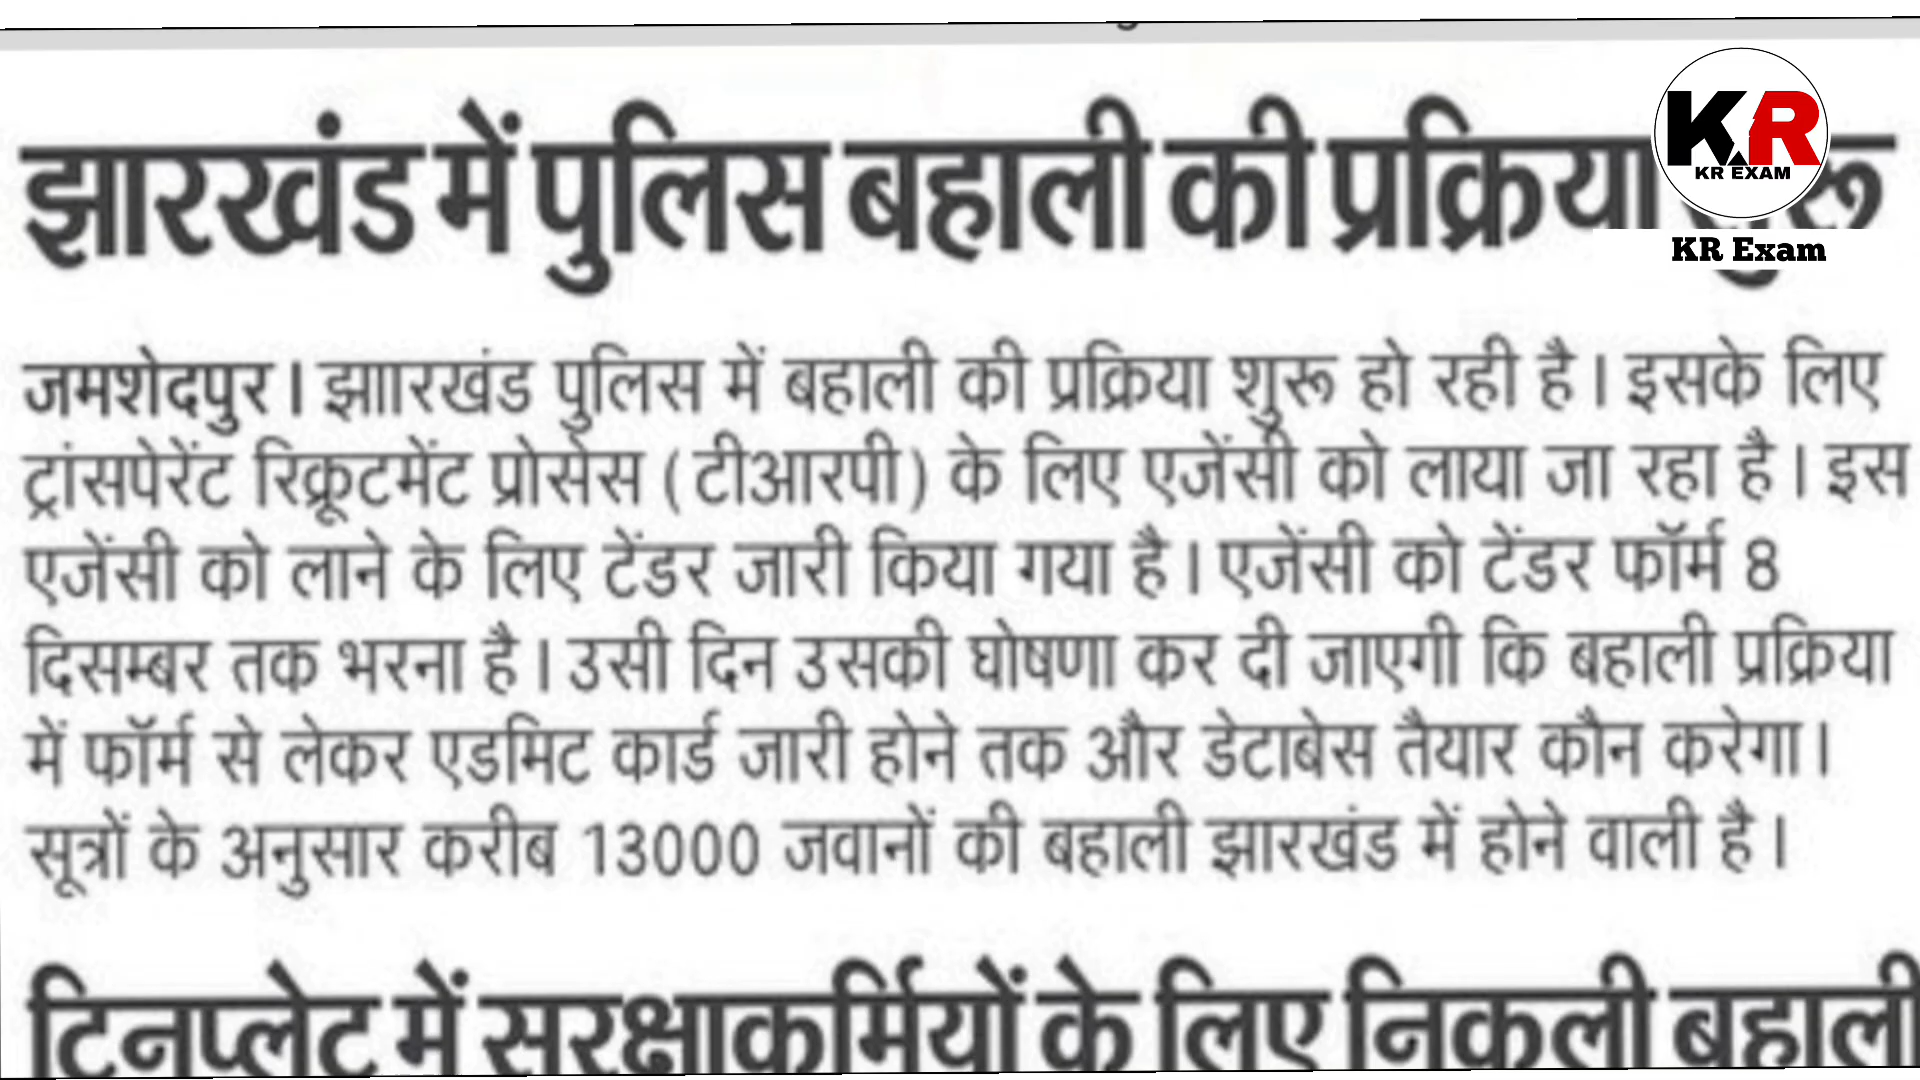 झारखंड में पुलिस बहाली की प्रक्रिया
KR
KR EXAM
KR Exam
जमशेदपुर । झाारखंड पुलिस में बहाली की प्रक्रिया शुरू हो रही है । इसके लिए
ट्रांसपेरेंट रिक्रूटमेंट प्रोसेस ( टीआरपी ) के लिए एजेंसी को लाया जा रहा है । इस
एजेंसी को लाने के लिए टेंडर जारी किया गया है । एजेंसी को टेंडर फॉर्म 8
दिसम्बर तक भरना है । उसी दिन उसकी घोषणा कर दी जाएगी कि बहाली प्रक्रिया
में फॉर्म से लेकर एडमिट कार्ड जारी होने तक और डेटाबेस तैयार कौन करेगा ।
सूत्रों के अनुसार करीब 13000 जवानों की बहाली झारखंड में होने वाली है ।
टिनप्लेट में सुरक्षाकर्मियों के लिए निकली बहाली